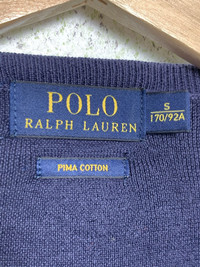 POLO
RALPH LAUREN
S
170/92A
PIMA COTTON